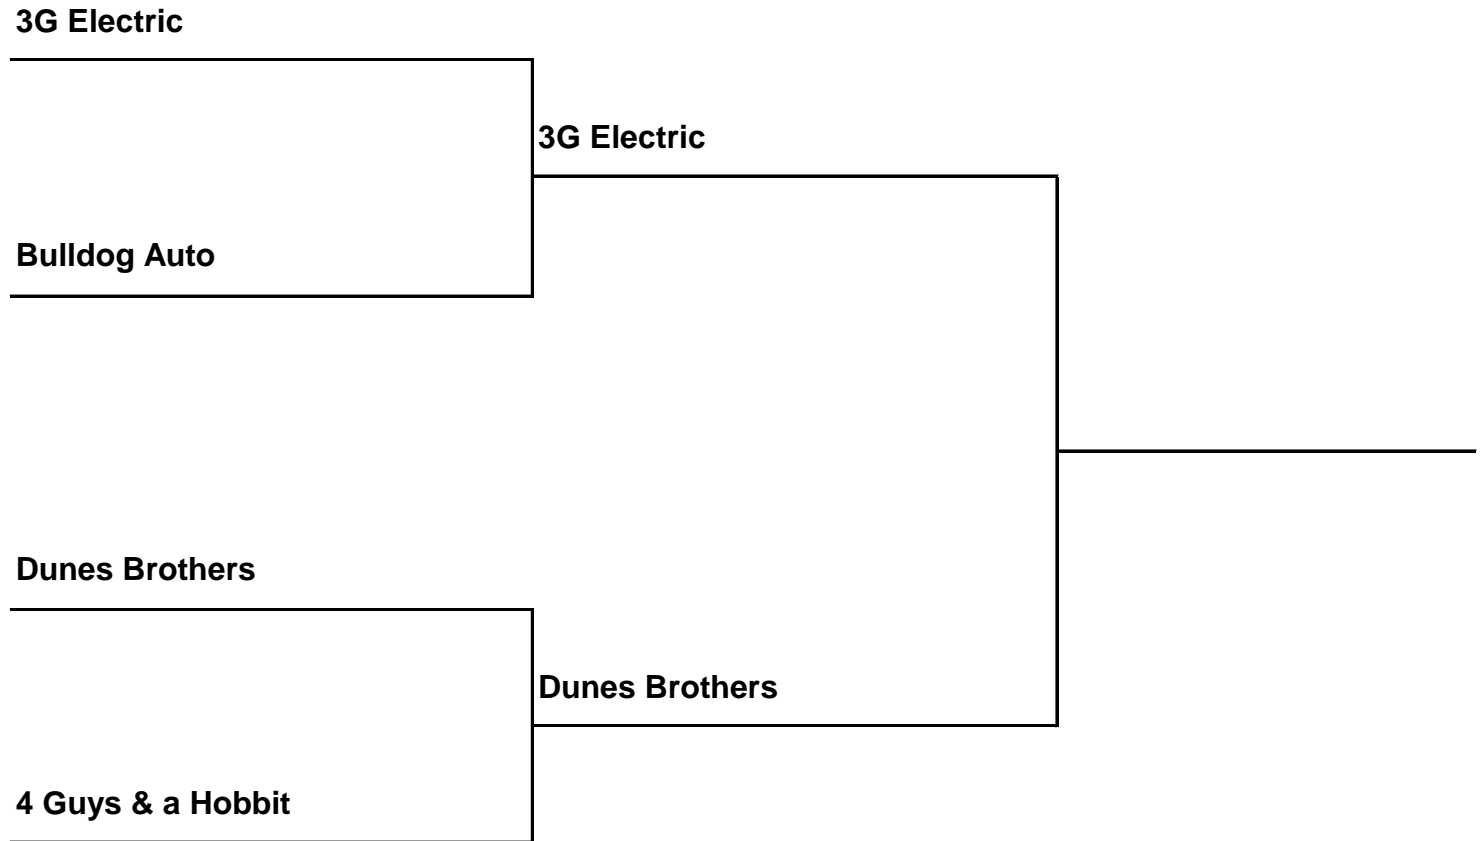 3G Electric
3G Electric
Bulldog Auto
Dunes Brothers
Dunes Brothers
4 Guys & a Hobbit